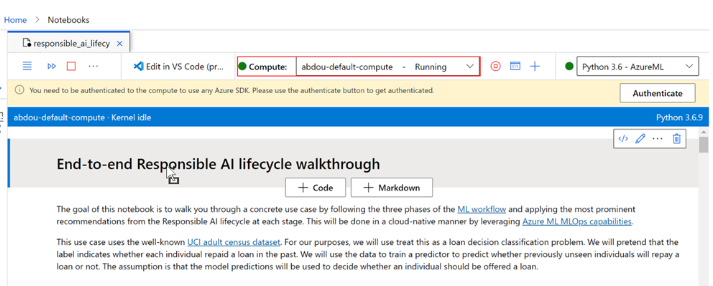 Home > Notebooks
responsible_ai_lifecy ×
Edit in VS Code (pr... Compute: abdou-default-compute - Running Python 3.6 - AzureML
You need to be authenticated to the compute to use any Azure SDK. Please use the authenticate button to get authenticated. Authenticate
abdou-default-compute · Kernel idle Python 3.6.9
End-to-end Responsible AI lifecycle walkthrough
+ Code + Markdown
The goal of this notebook is to walk you through a concrete use case by following the three phases of the ML workflow and applying the most prominent
recommendations from the Responsible AI lifecycle at each stage. This will be done in a cloud-native manner by leveraging Azure ML MLOps capabilities.
This use case uses the well-known UCI adult census dataset. For our purposes, we will use treat this as a loan decision classification problem. We will pretend that the
label indicates whether each individual repaid a loan in the past. We will use the data to train a predictor to predict whether previously unseen individuals will repay a
loan or not. The assumption is that the model predictions will be used to decide whether an individual should be offered a loan.